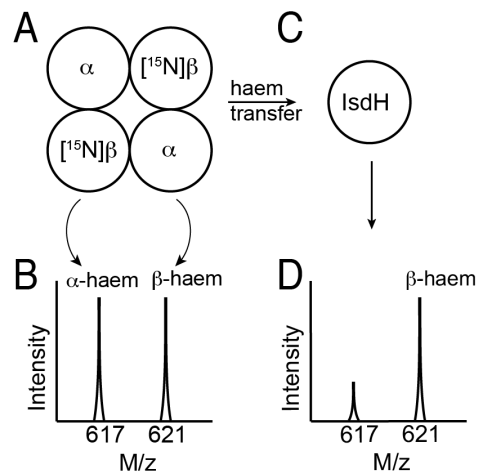 A
α
[¹⁵N]β
[¹⁵N]β
α
haem
transfer
C
IsdH
B
α-haem
β-haem
Intensity
617
621
M/z
D
β-haem
Intensity
617
621
M/z